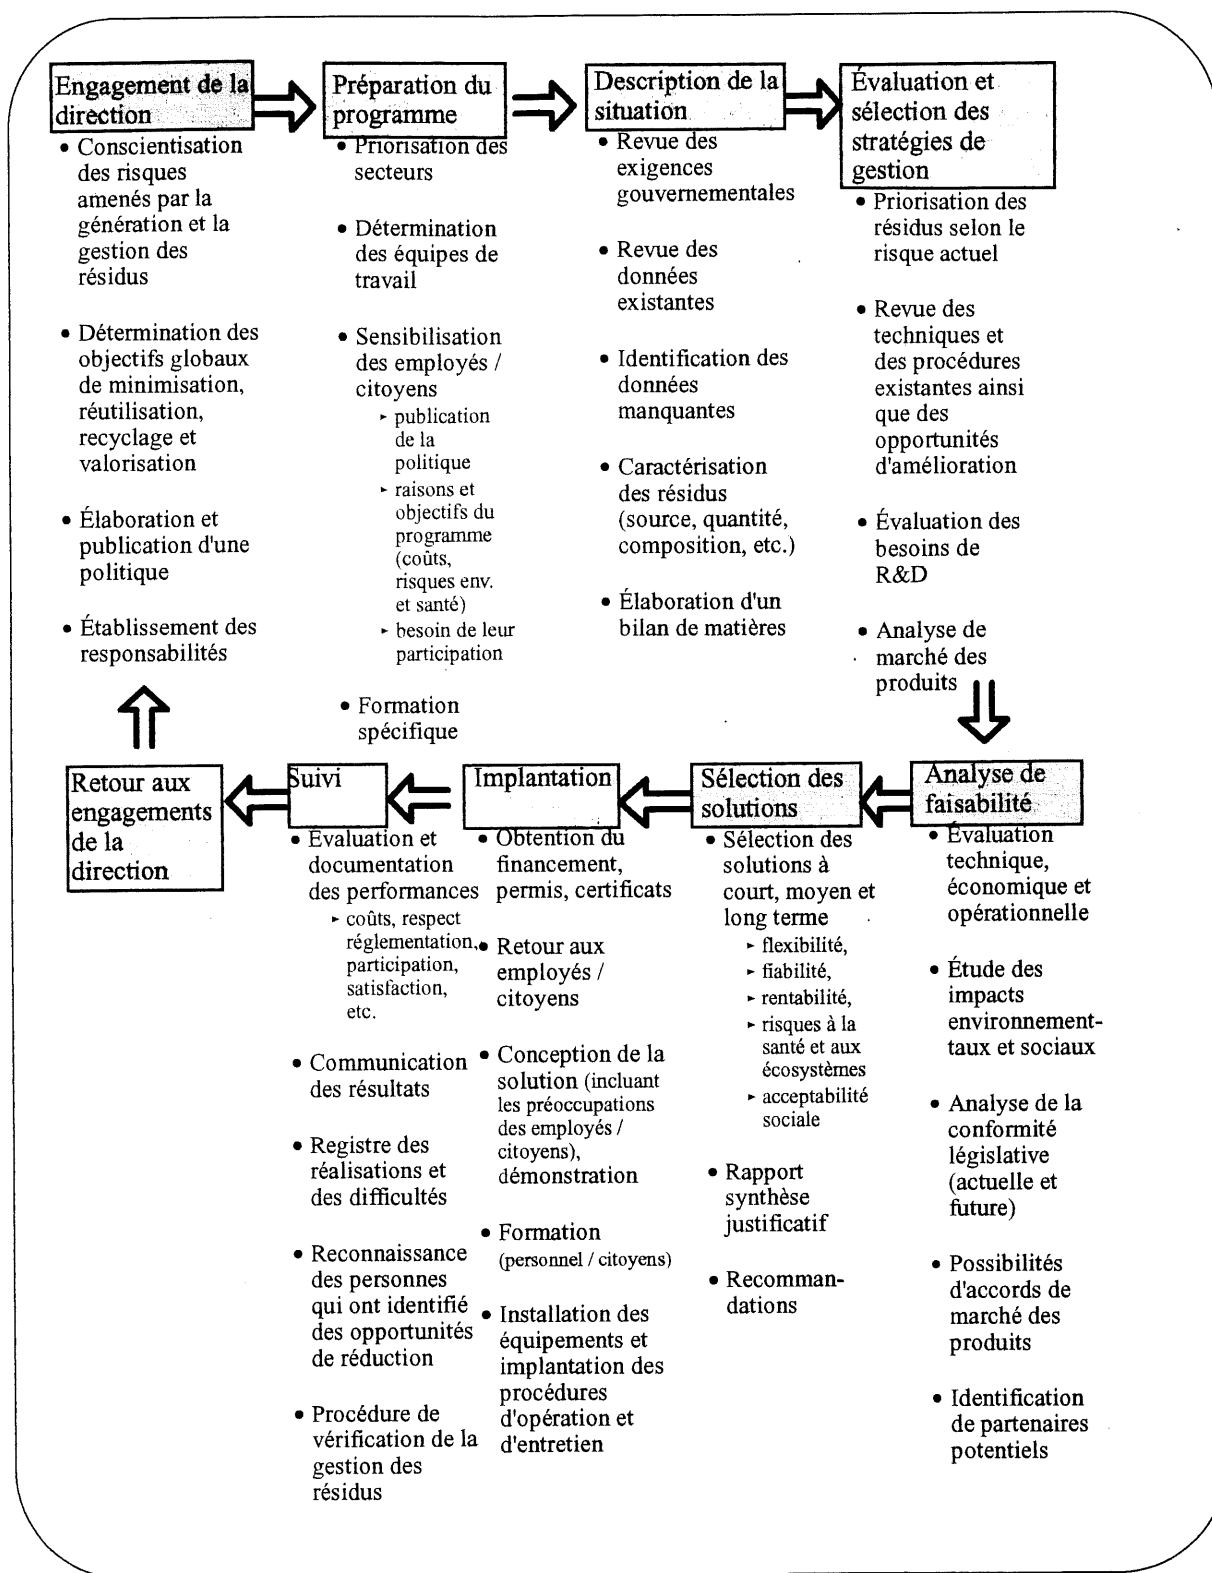 Engagement de la
direction
• Conscientisation
des risques
amenés par la
génération et la
gestion des
résidus
• Détermination des
objectifs globaux
de minimisation,
réutilisation,
recyclage et
valorisation
• Élaboration et
publication d'une
politique
• Établissement des
responsabilités
Préparation du
programme
• Priorisation des
secteurs
• Détermination
des équipes de
travail
• Sensibilisation
des employés /
citoyens
► publication
de la
politique
► raisons et
objectifs du
programme
(coûts,
risques env.
et santé)
► besoin de leur
participation
• Formation
spécifique
Description de la
situation
• Revue des
exigences
gouvernementales
• Revue des
données
existantes
• Identification des
données
manquantes
• Caractérisation
des résidus
(source, quantité,
composition, etc.)
• Élaboration d'un
bilan de matières
Évaluation et
sélection des
stratégies de
gestion
• Priorisation des
résidus selon le
risque actuel
• Revue des
techniques et
des procédures
existantes ainsi
que des
opportunités
d'amélioration
• Évaluation des
besoins de
R&D
• Analyse de
marché des
produits
Analyse de
faisabilité
• Évaluation
technique,
économique et
opérationnelle
• Étude des
impacts
environnement-
taux et sociaux
• Analyse de la
conformité
législative
(actuelle et
future)
• Possibilités
d'accords de
marché des
produits
• Identification
de partenaires
potentiels
Sélection des
solutions
• Sélection des
solutions à
court, moyen et
long terme
► flexibilité,
► fiabilité,
► rentabilité,
► risques à la
santé et aux
écosystèmes
► acceptabilité
sociale
• Rapport
synthèse
justificatif
• Recomman-
dations
Implantation
• Obtention du
financement,
permis, certificats
• Retour aux
employés /
citoyens
• Conception de la
solution (incluant
les préoccupations
des employés /
citoyens),
démonstration
• Formation
(personnel / citoyens)
• Installation des
équipements et
implantation des
procédures
d'opération et
d'entretien
Suivi
• Évaluation et
documentation
des performances
► coûts, respect
réglementation,
participation,
satisfaction,
etc.
• Communication
des résultats
• Registre des
réalisations et
des difficultés
• Reconnaissance
des personnes
qui ont identifié
des opportunités
de réduction
• Procédure de
vérification de la
gestion des
résidus
Retour aux
engagements
de la
direction